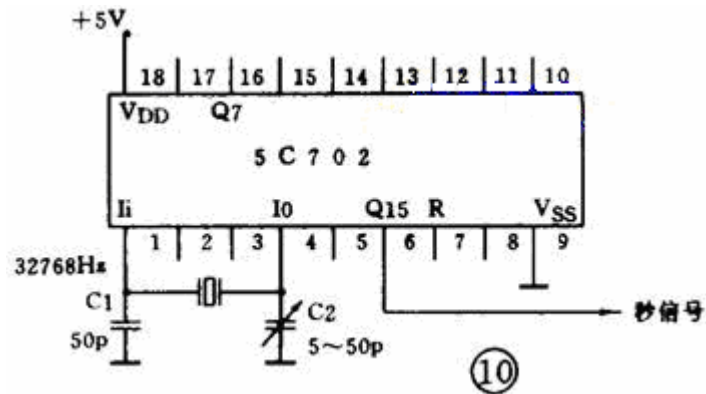 +5V
18 17 16 15 14 13 12 11 10
VDD Q7
5C702
Ii I0 Q15 R VSS
1 2 3 4 5 6 7 8 9
32768Hz
C1
50p
C2
5～50p
秒信号
10